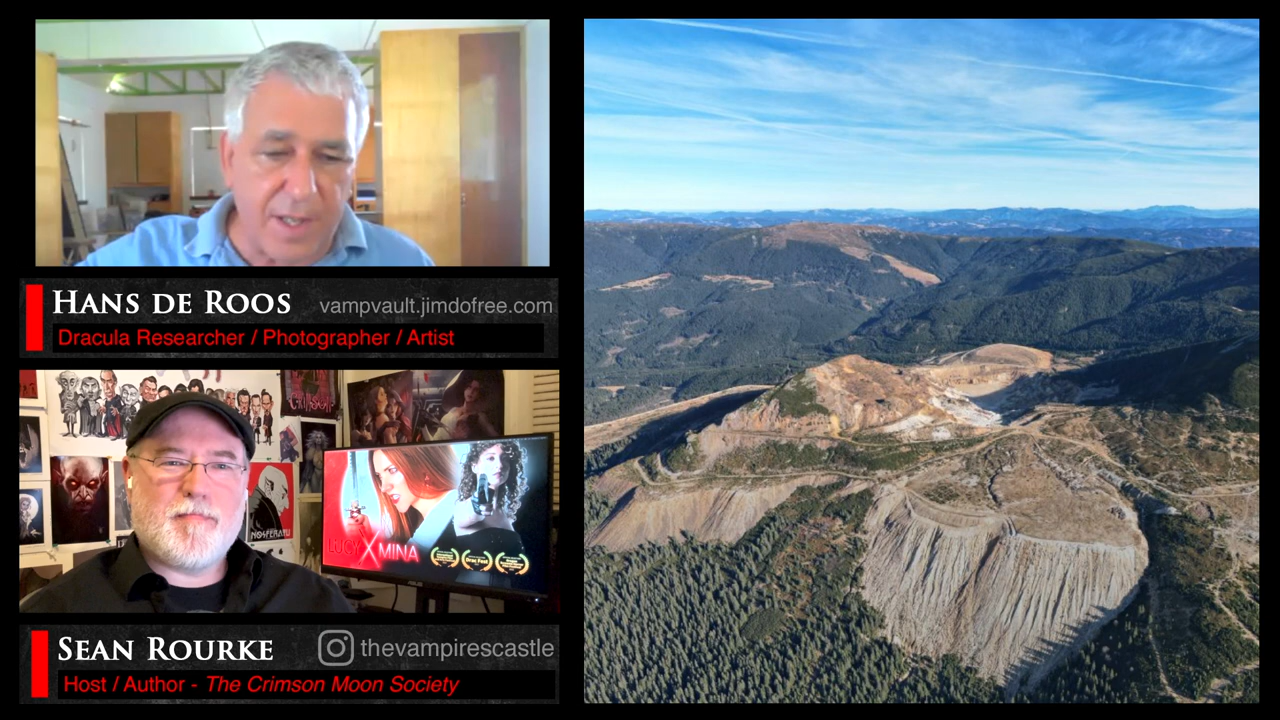 HANS DE ROOS vampvault.jimdofree.com
Dracula Researcher / Photographer / Artist
NOSFERATU
LUCY X MINA
SEAN ROURKE thevampirescastle
Host / Author - The Crimson Moon Society